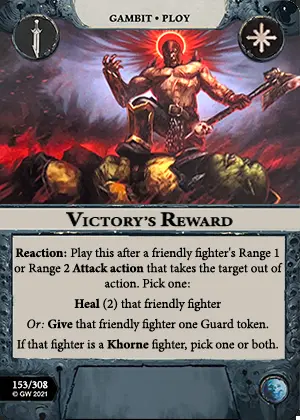 GAMBIT • PLOY
VICTORY'S REWARD
Reaction: Play this after a friendly fighter's Range 1
or Range 2 Attack action that takes the target out of
action. Pick one:
Heal (2) that friendly fighter
Or: Give that friendly fighter one Guard token.
If that fighter is a Khorne fighter, pick one or both.
153/308
© GW 2021